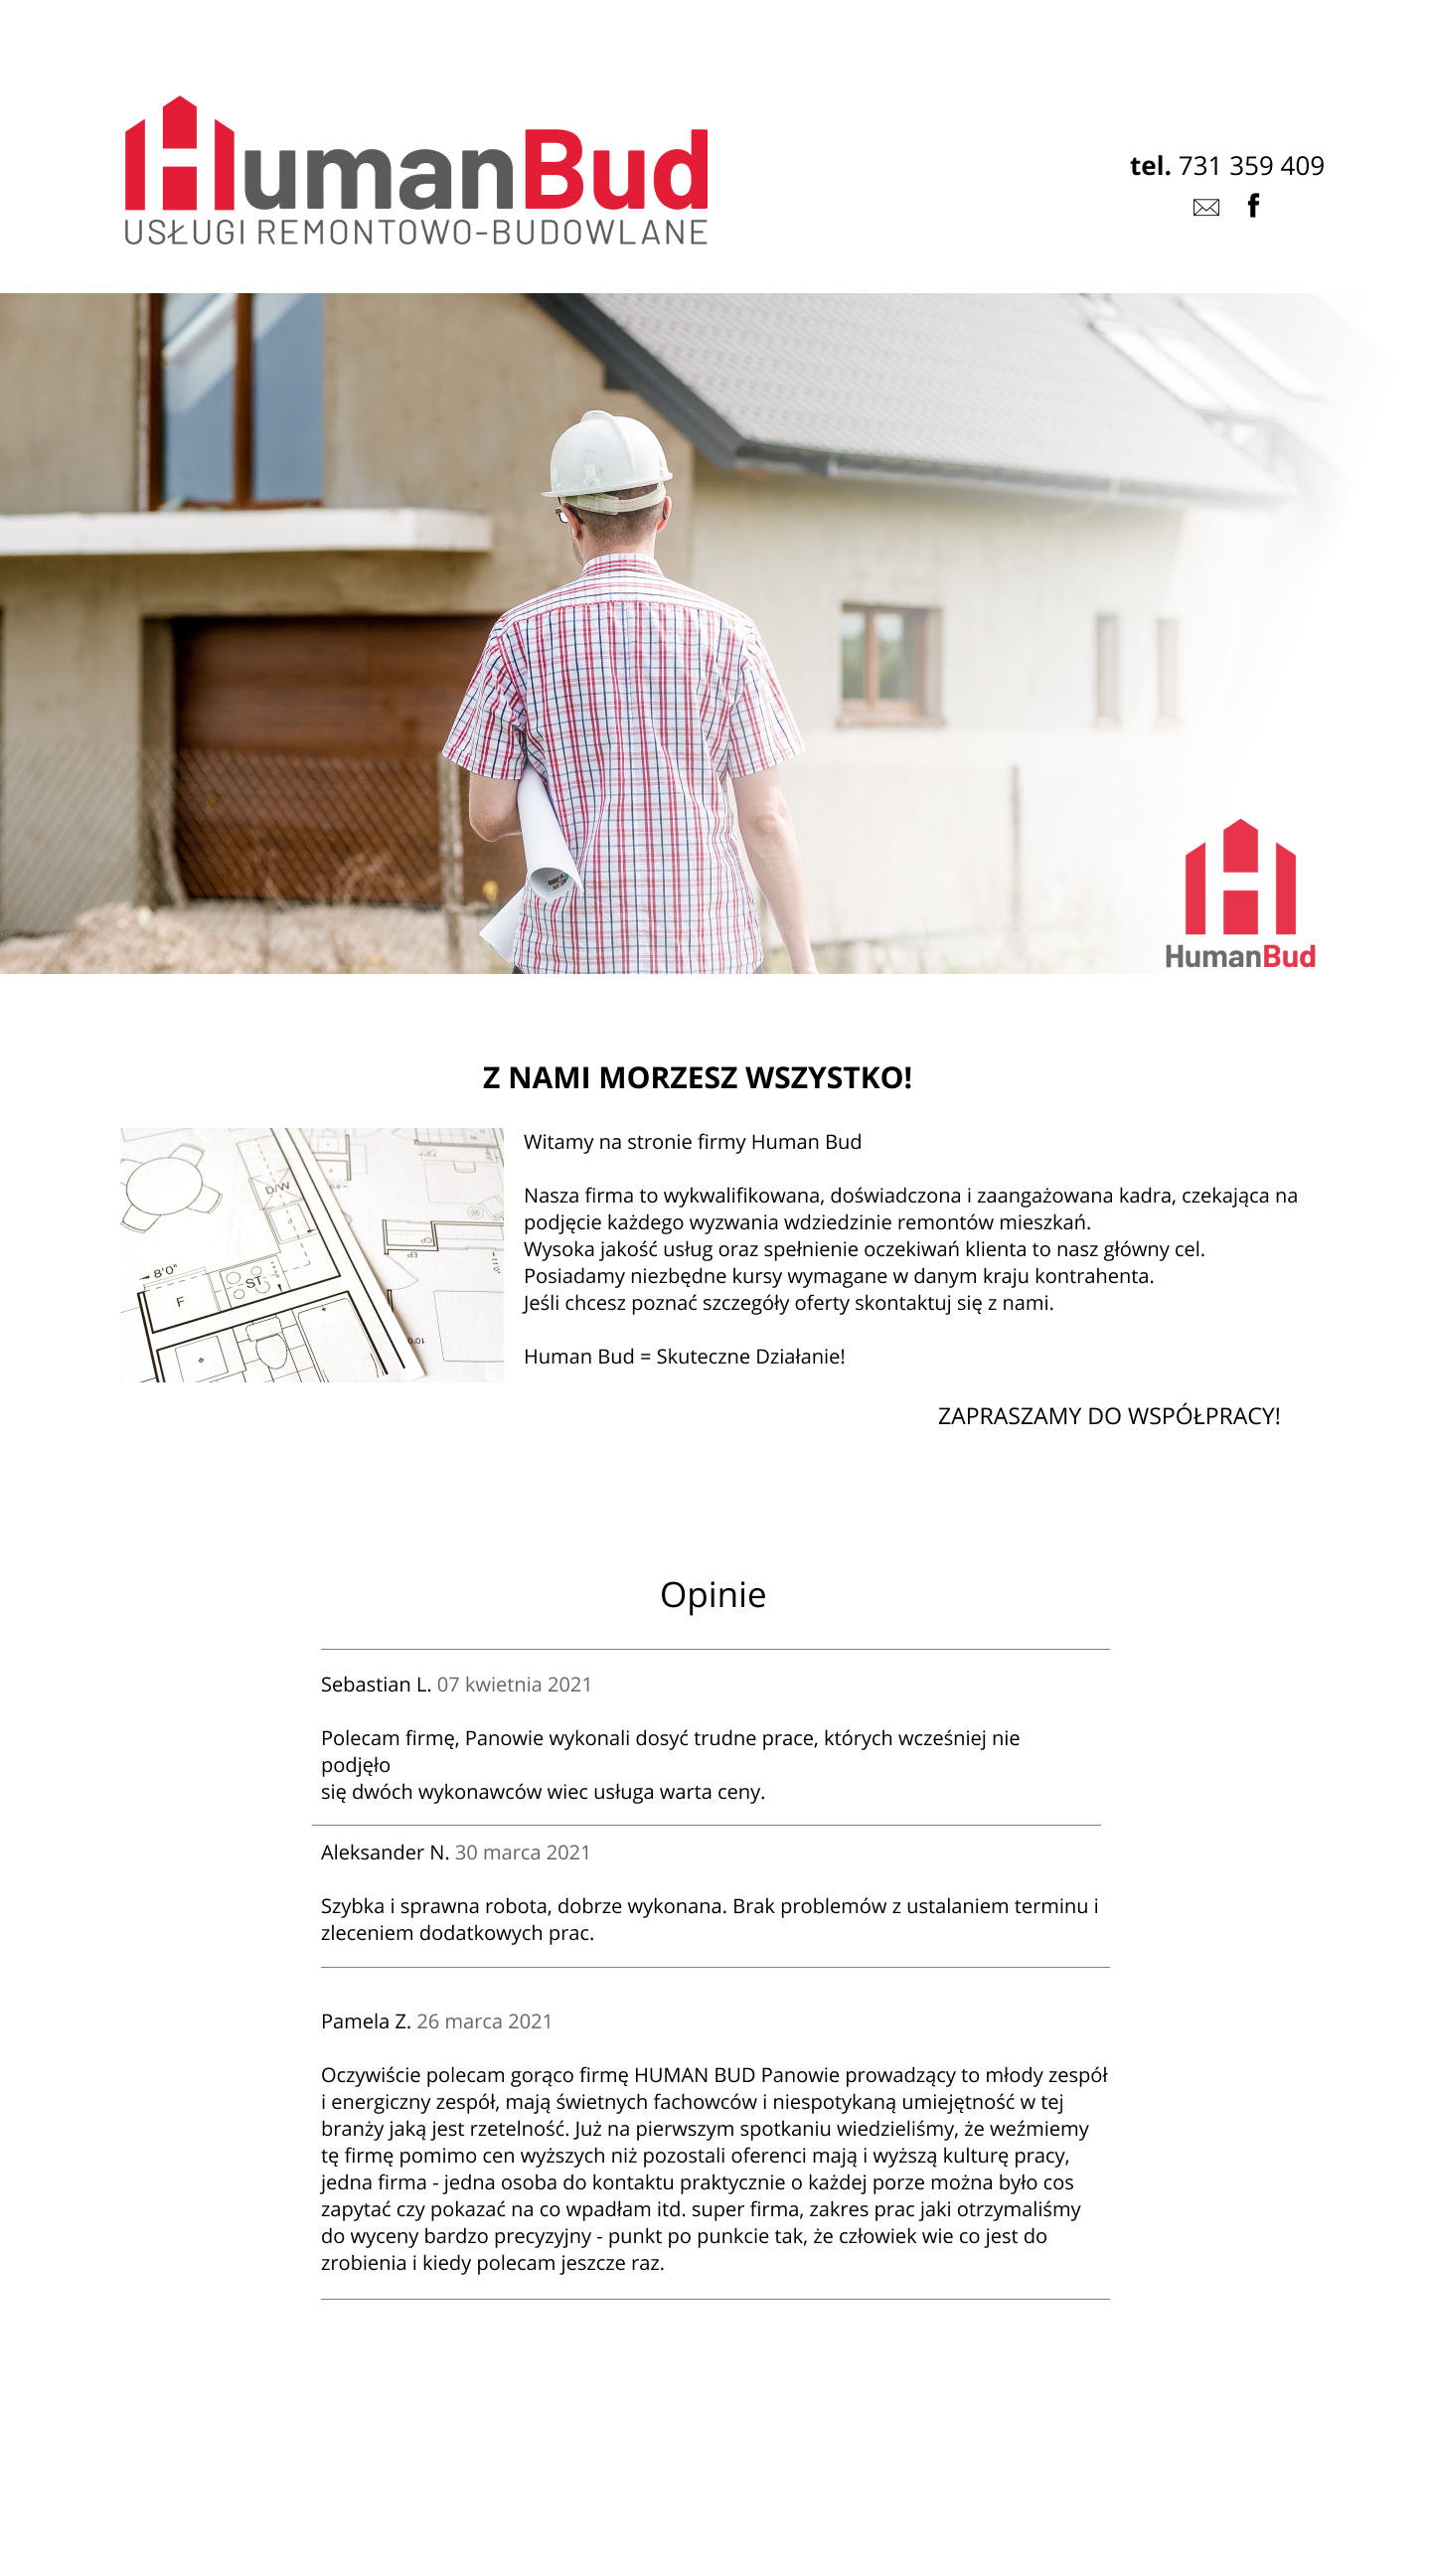 HumanBud
USŁUGI REMONTOWO-BUDOWLANE
tel. 731 359 409
HumanBud
Z NAMI MORZESZ WSZYSTKO!
D/W
8'0"
F
ST
CP
EP
Witamy na stronie firmy Human Bud
Nasza firma to wykwalifikowana, doświadczona i zaangażowana kadra, czekająca na
podjęcie każdego wyzwania wdziedzinie remontów mieszkań.
Wysoka jakość usług oraz spełnienie oczekiwań klienta to nasz główny cel.
Posiadamy niezbędne kursy wymagane w danym kraju kontrahenta.
Jeśli chcesz poznać szczegóły oferty skontaktuj się z nami.
Human Bud = Skuteczne Działanie!
ZAPRASZAMY DO WSPÓŁPRACY!
Opinie
Sebastian L. 07 kwietnia 2021
Polecam firmę, Panowie wykonali dosyć trudne prace, których wcześniej nie
podjęło
się dwóch wykonawców wiec usługa warta ceny.
Aleksander N. 30 marca 2021
Szybka i sprawna robota, dobrze wykonana. Brak problemów z ustalaniem terminu i
zleceniem dodatkowych prac.
Pamela Z. 26 marca 2021
Oczywiście polecam gorąco firmę HUMAN BUD Panowie prowadzący to młody zespół
i energiczny zespół, mają świetnych fachowców i niespotykaną umiejętność w tej
branży jaką jest rzetelność. Już na pierwszym spotkaniu wiedzieliśmy, że weźmiemy
tę firmę pomimo cen wyższych niż pozostali oferenci mają i wyższą kulturę pracy,
jedna firma - jedna osoba do kontaktu praktycznie o każdej porze można było cos
zapytać czy pokazać na co wpadłam itd. super firma, zakres prac jaki otrzymaliśmy
do wyceny bardzo precyzyjny - punkt po punkcie tak, że człowiek wie co jest do
zrobienia i kiedy polecam jeszcze raz.